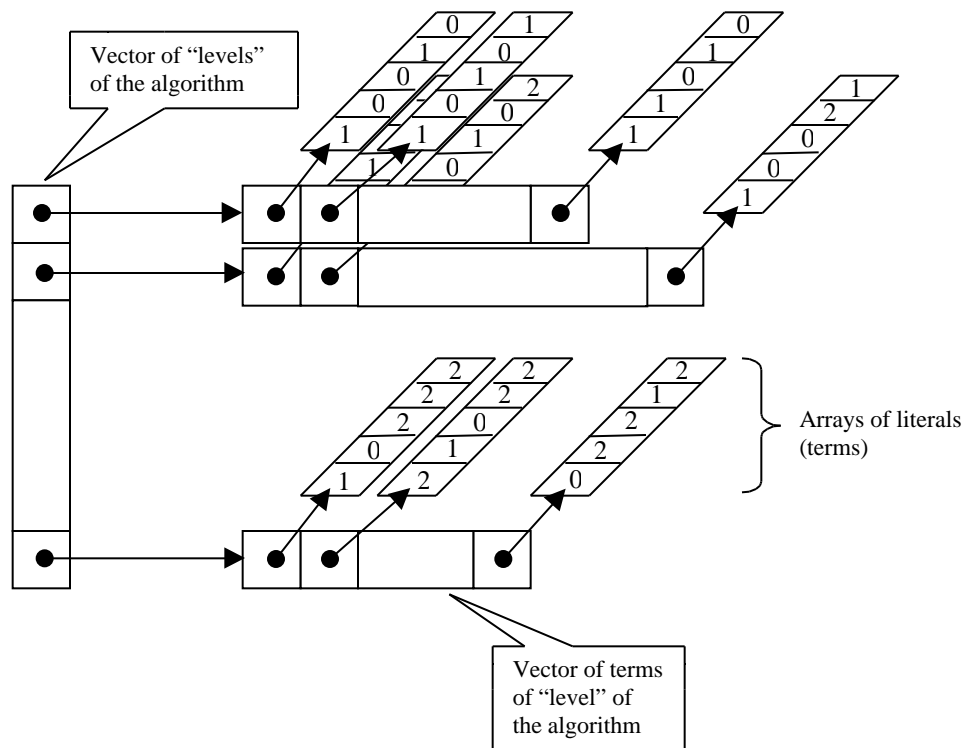 Vector of “levels”
of the algorithm
0 1 0 0 1
1 0 1 0 1
1
2 0 1 0
0 1 0 1 1
1 2 0 0 1
2 2 2 0 1
2 2 0 1 2
2 1 2 2 0
Arrays of literals
(terms)
Vector of terms
of “level” of
the algorithm